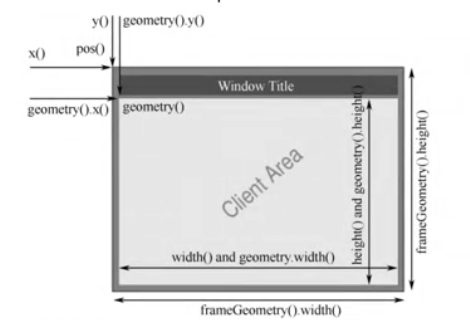 y() geometry().y()
x() pos()
Window Title
geometry().x() geometry()
Client Area
height() and geometry().height()
frameGeometry().height()
width() and geometry.width()
frameGeometry().width()